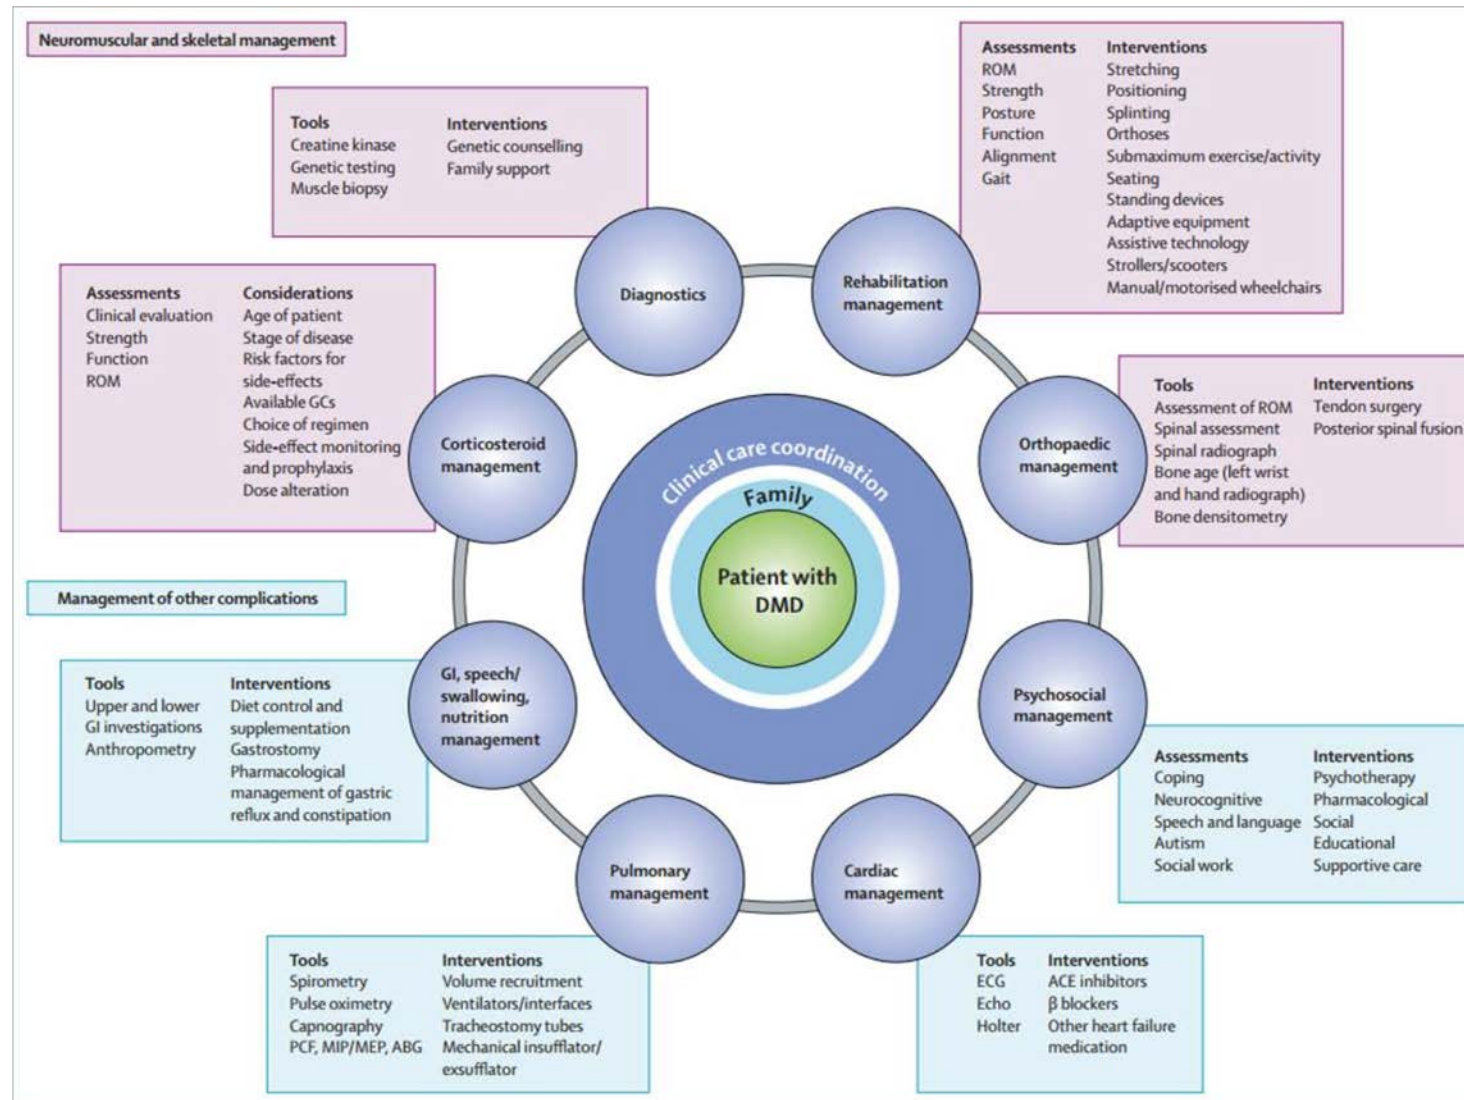 Neuromuscular and skeletal management
Tools
Creatine kinase
Genetic testing
Muscle biopsy
Interventions
Genetic counselling
Family support
Assessments
ROM
Strength
Posture
Function
Alignment
Gait
Interventions
Stretching
Positioning
Splinting
Orthoses
Submaximum exercise/activity
Seating
Standing devices
Adaptive equipment
Assistive technology
Strollers/scooters
Manual/motorised wheelchairs
Diagnostics
Rehabilitation
management
Assessments
Clinical evaluation
Strength
Function
ROM
Considerations
Age of patient
Stage of disease
Risk factors for
side-effects
Available GCs
Choice of regimen
Side-effect monitoring
and prophylaxis
Dose alteration
Corticosteroid
management
Orthopaedic
management
Tools
Assessment of ROM
Spinal assessment
Spinal radiograph
Bone age (left wrist
and hand radiograph)
Bone densitometry
Interventions
Tendon surgery
Posterior spinal fusion
Clinical care coordination
Family
Patient with
DMD
Management of other complications
Tools
Upper and lower
GI investigations
Anthropometry
Interventions
Diet control and
supplementation
Gastrostomy
Pharmacological
management of gastric
reflux and constipation
GI, speech/
swallowing,
nutrition
management
Psychosocial
management
Assessments
Coping
Neurocognitive
Speech and language
Autism
Social work
Interventions
Psychotherapy
Pharmacological
Social
Educational
Supportive care
Pulmonary
management
Cardiac
management
Tools
Spirometry
Pulse oximetry
Capnography
PCF, MIP/MEP, ABG
Interventions
Volume recruitment
Ventilators/interfaces
Tracheostomy tubes
Mechanical insufflator/
exsufflator
Tools
ECG
Echo
Holter
Interventions
ACE inhibitors
β blockers
Other heart failure
medication